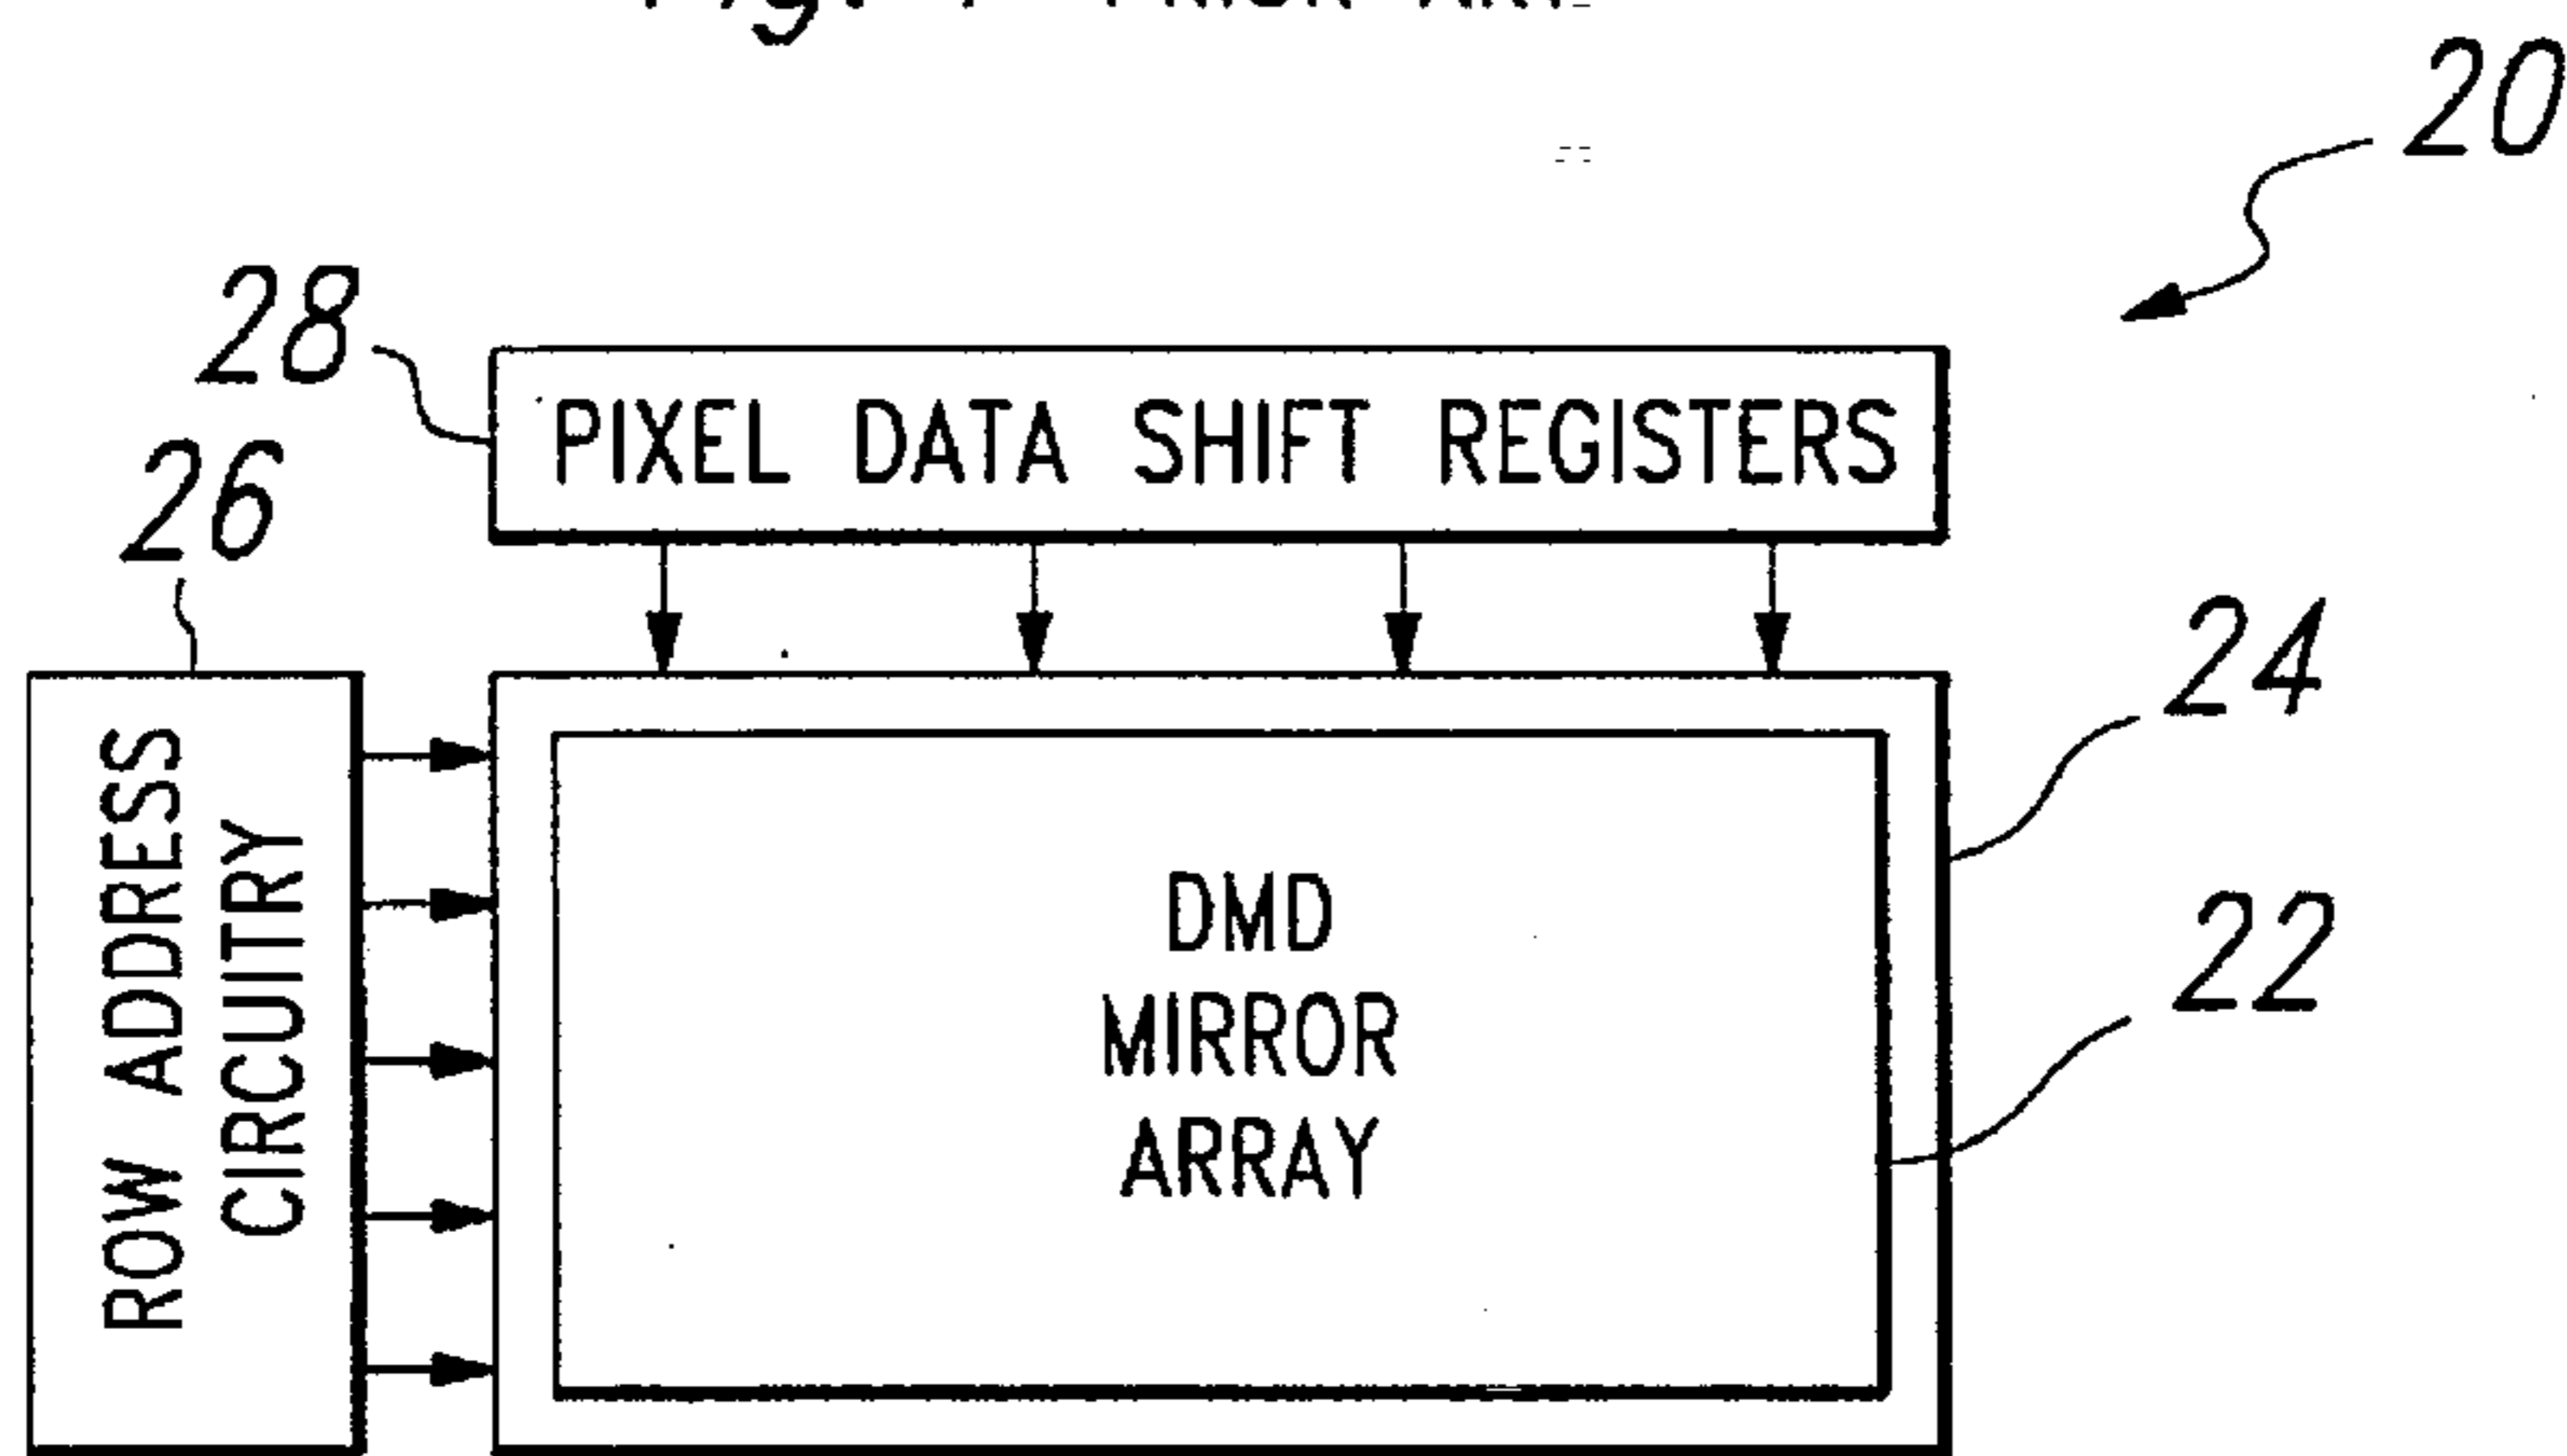 20
28
PIXEL DATA SHIFT REGISTERS
26
24
ROW ADDRESS
CIRCUITRY
22
DMD
MIRROR
ARRAY